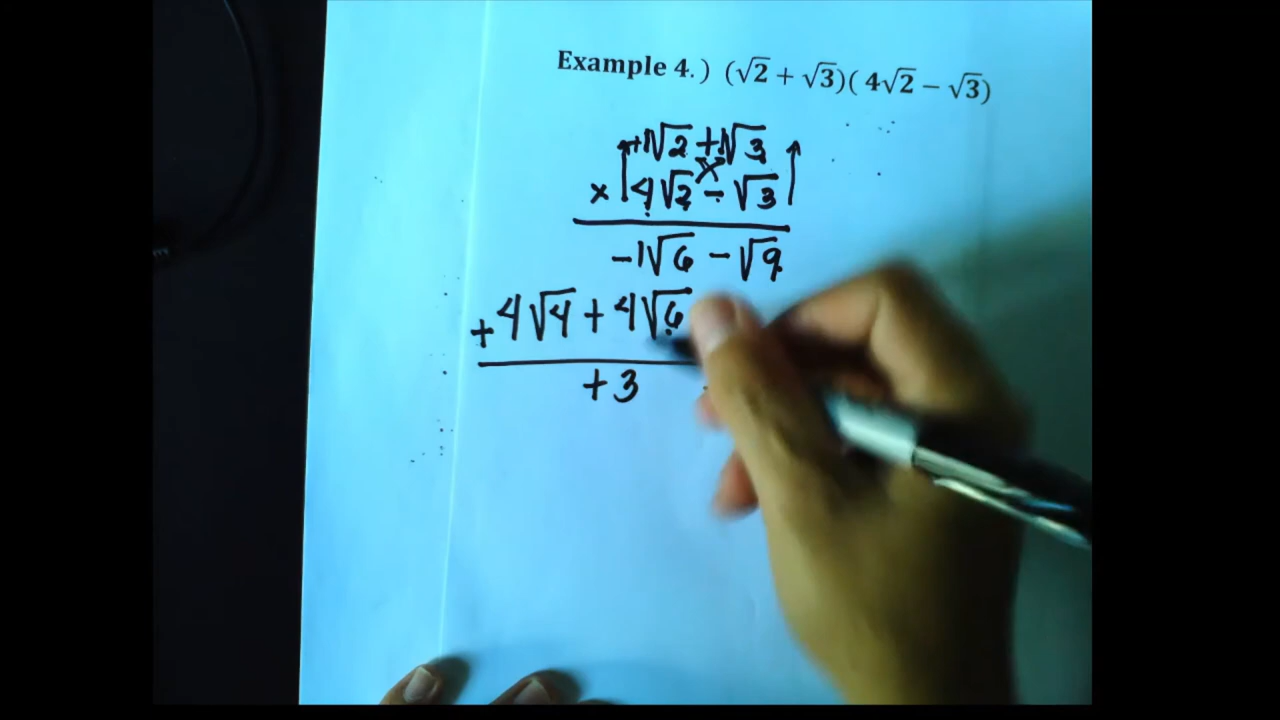 Example 4.) (√2 + √3)( 4√2 − √3)
+1√2 + 1√3
× 4√2 − √3
−1√6 − √9
+ 4√4 + 4√6
+ 3